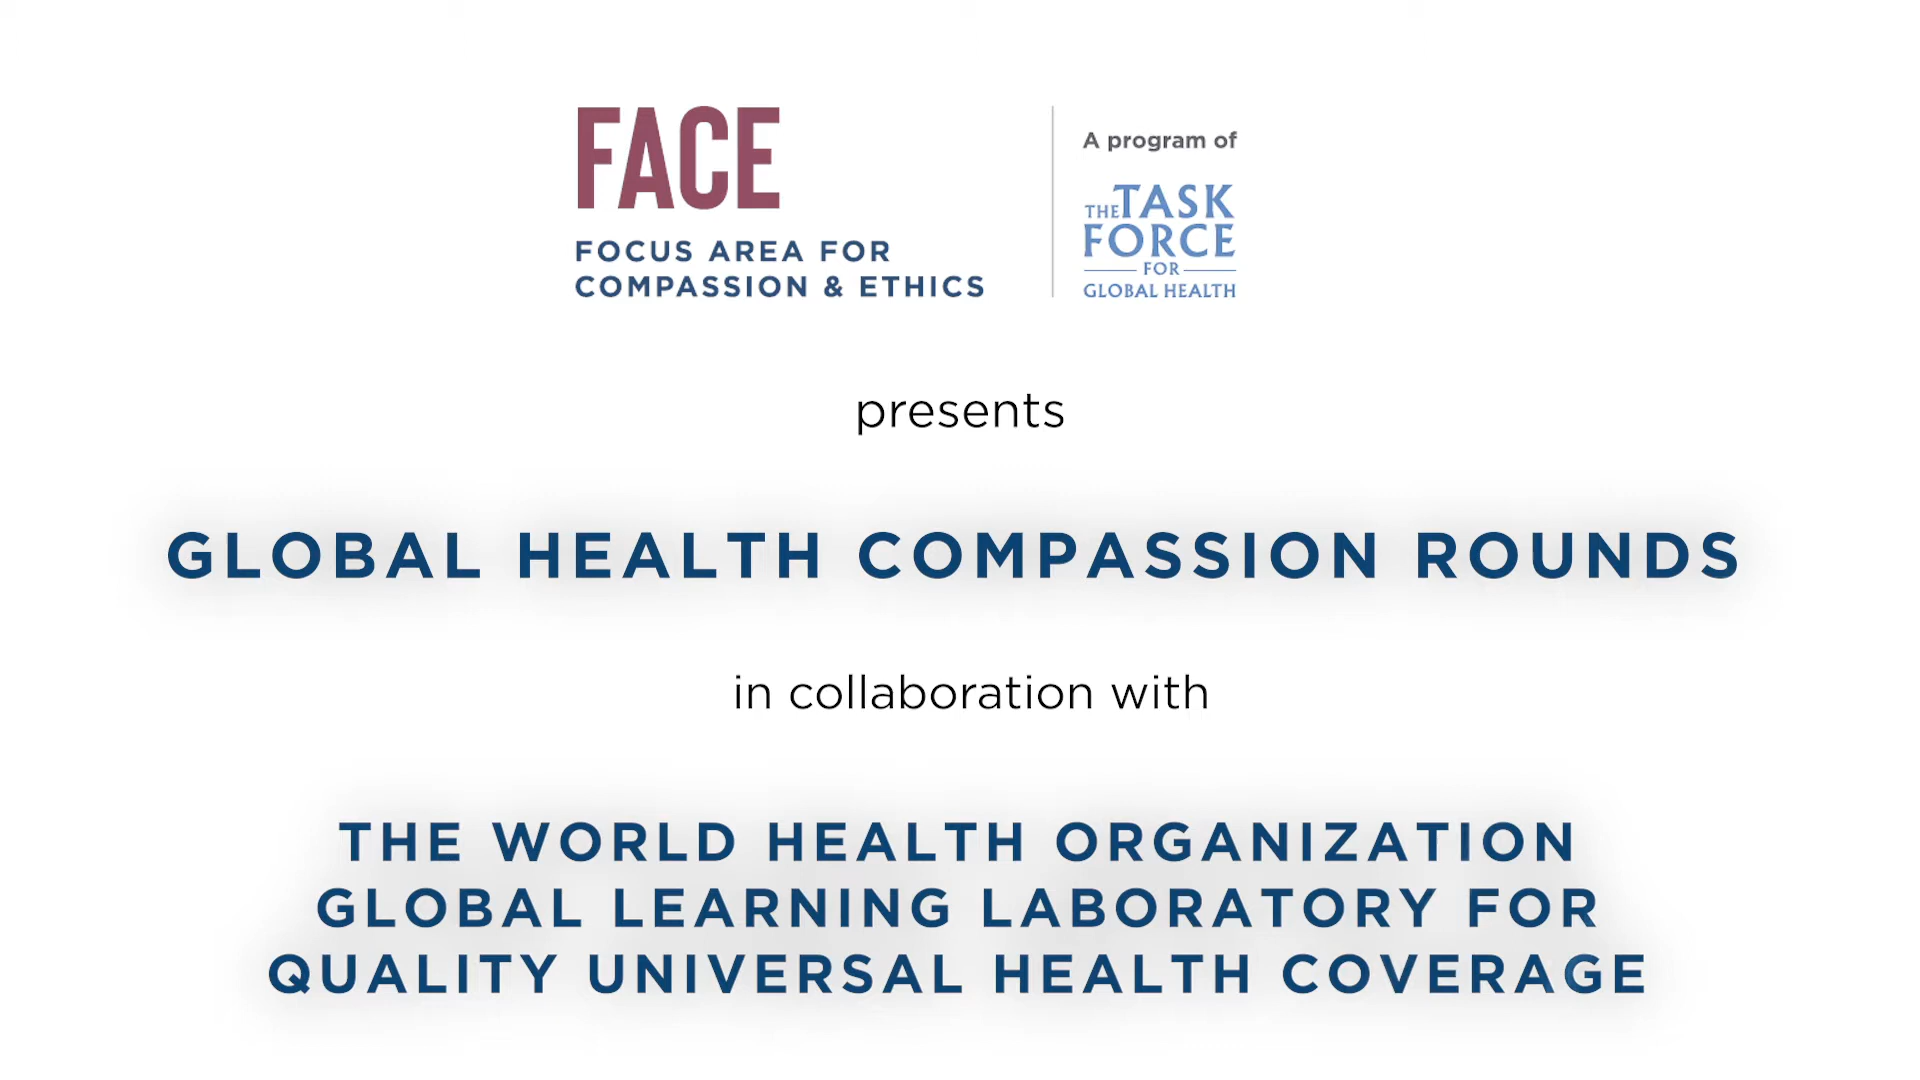 FACE
FOCUS AREA FOR
COMPASSION & ETHICS
A program of
THE TASK
FORCE
FOR
GLOBAL HEALTH
presents
GLOBAL HEALTH COMPASSION ROUNDS
in collaboration with
THE WORLD HEALTH ORGANIZATION
GLOBAL LEARNING LABORATORY FOR
QUALITY UNIVERSAL HEALTH COVERAGE